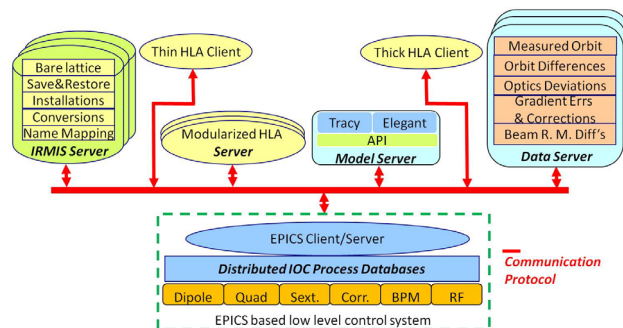 Thin HLA Client
Thick HLA Client
Bare lattice
Save&Restore
Installations
Conversions
Name Mapping
IRMIS Server
Modularized HLA
Server
Tracy
Elegant
API
Model Server
Measured Orbit
Orbit Differences
Optics Deviations
Gradient Errs
& Corrections
Beam R. M. Diff's
Data Server
EPICS Client/Server
Distributed IOC Process Databases
Dipole
Quad
Sext.
Corr.
BPM
RF
EPICS based low level control system
Communication
Protocol